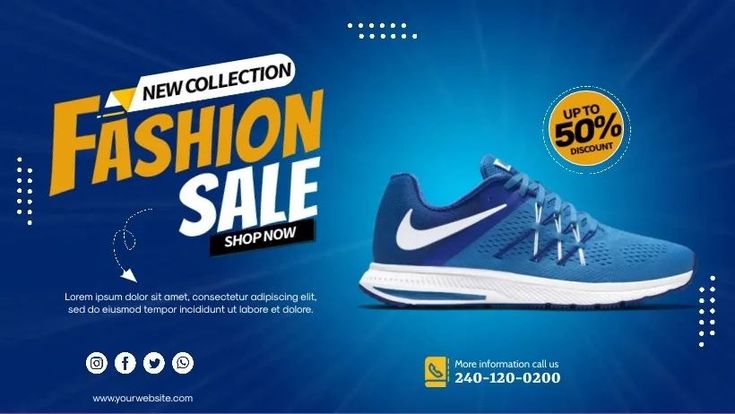 NEW COLLECTION
FASHION
SALE
SHOP NOW
UP TO
50%
DISCOUNT
Lorem ipsum dolor sit amet, consectetur adipiscing elit,
sed do eiusmod tempor incididunt ut labore et dolore.
More information call us
240-120-0200
www.yourwebsite.com